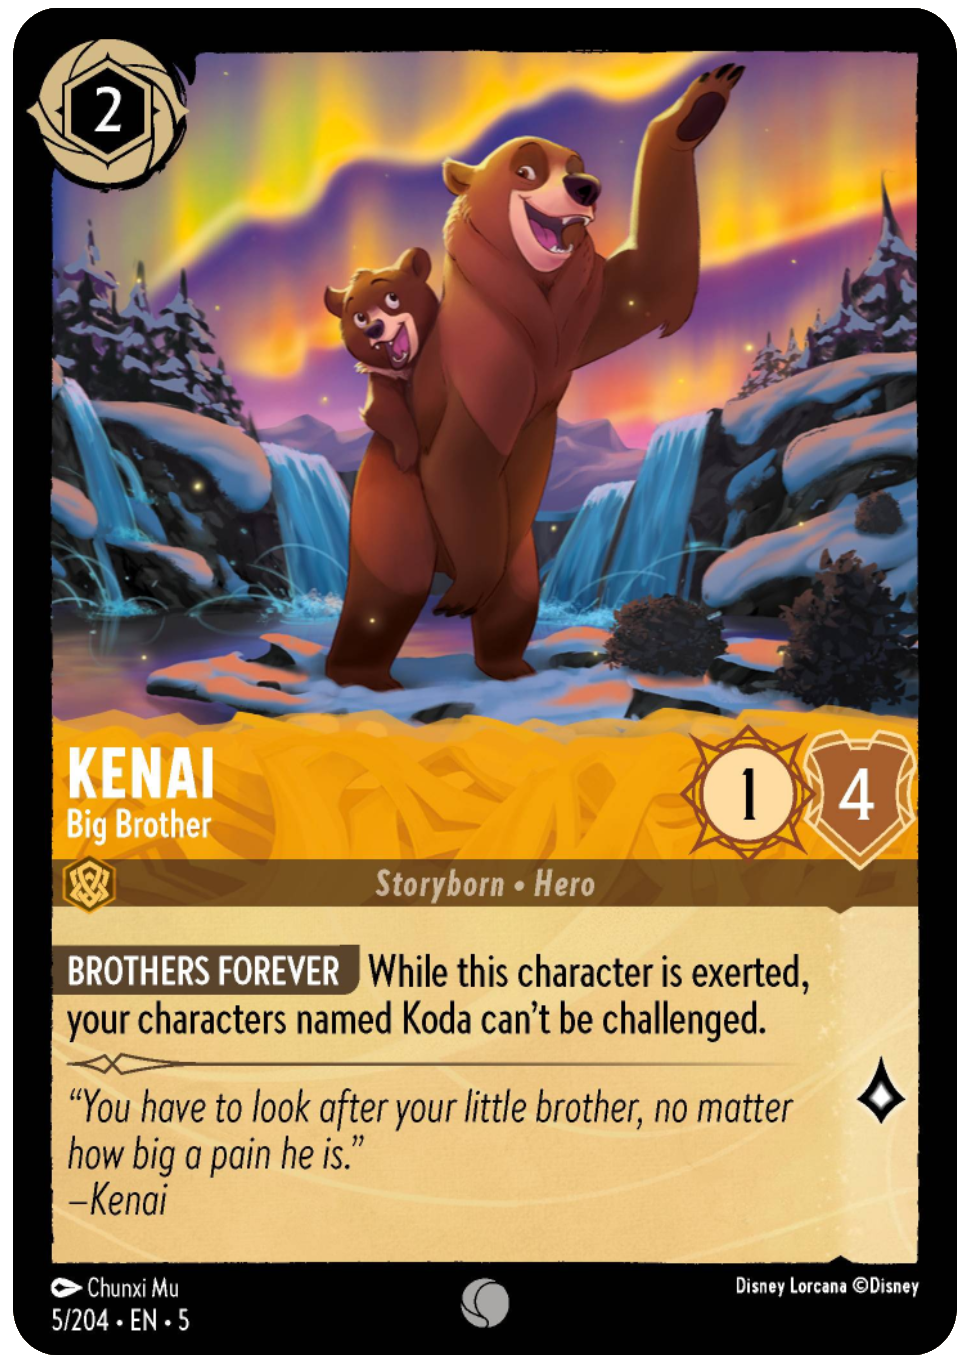 2
KENAI
Big Brother
1
4
Storyborn • Hero
BROTHERS FOREVER While this character is exerted,
your characters named Koda can't be challenged.
“You have to look after your little brother, no matter
how big a pain he is.”
–Kenai
Chunxi Mu
Disney Lorcana ©Disney
5/204 • EN • 5